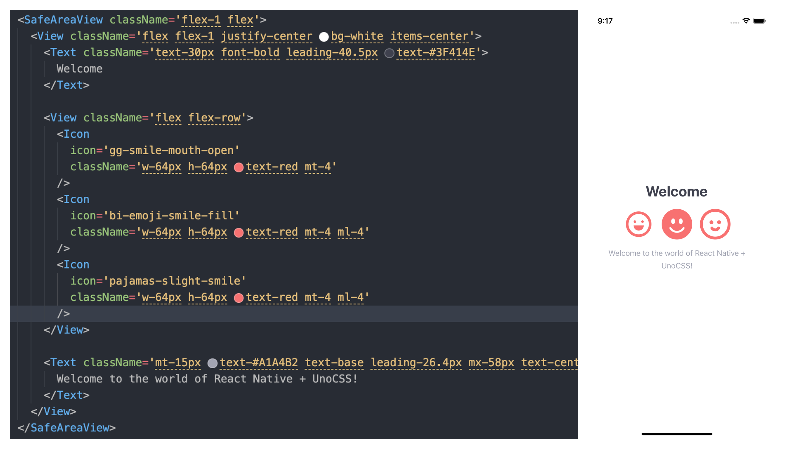 <SafeAreaView className='flex-1 flex'>
<View className='flex flex-1 justify-center bg-white items-center'>
<Text className='text-30px font-bold leading-40.5px text-#3F414E'>
Welcome
</Text>
<View className='flex flex-row'>
<Icon
icon='gg-smile-mouth-open'
className='w-64px h-64px text-red mt-4'
/>
<Icon
icon='bi-emoji-smile-fill'
className='w-64px h-64px text-red mt-4 ml-4'
/>
<Icon
icon='pajamas-slight-smile'
className='w-64px h-64px text-red mt-4 ml-4'
/>
</View>
<Text className='mt-15px text-#A1A4B2 text-base leading-26.4px mx-58px text-cent
Welcome to the world of React Native + UnoCSS!
</Text>
</View>
</SafeAreaView>
9:17
Welcome
Welcome to the world of React Native +
UnoCSS!